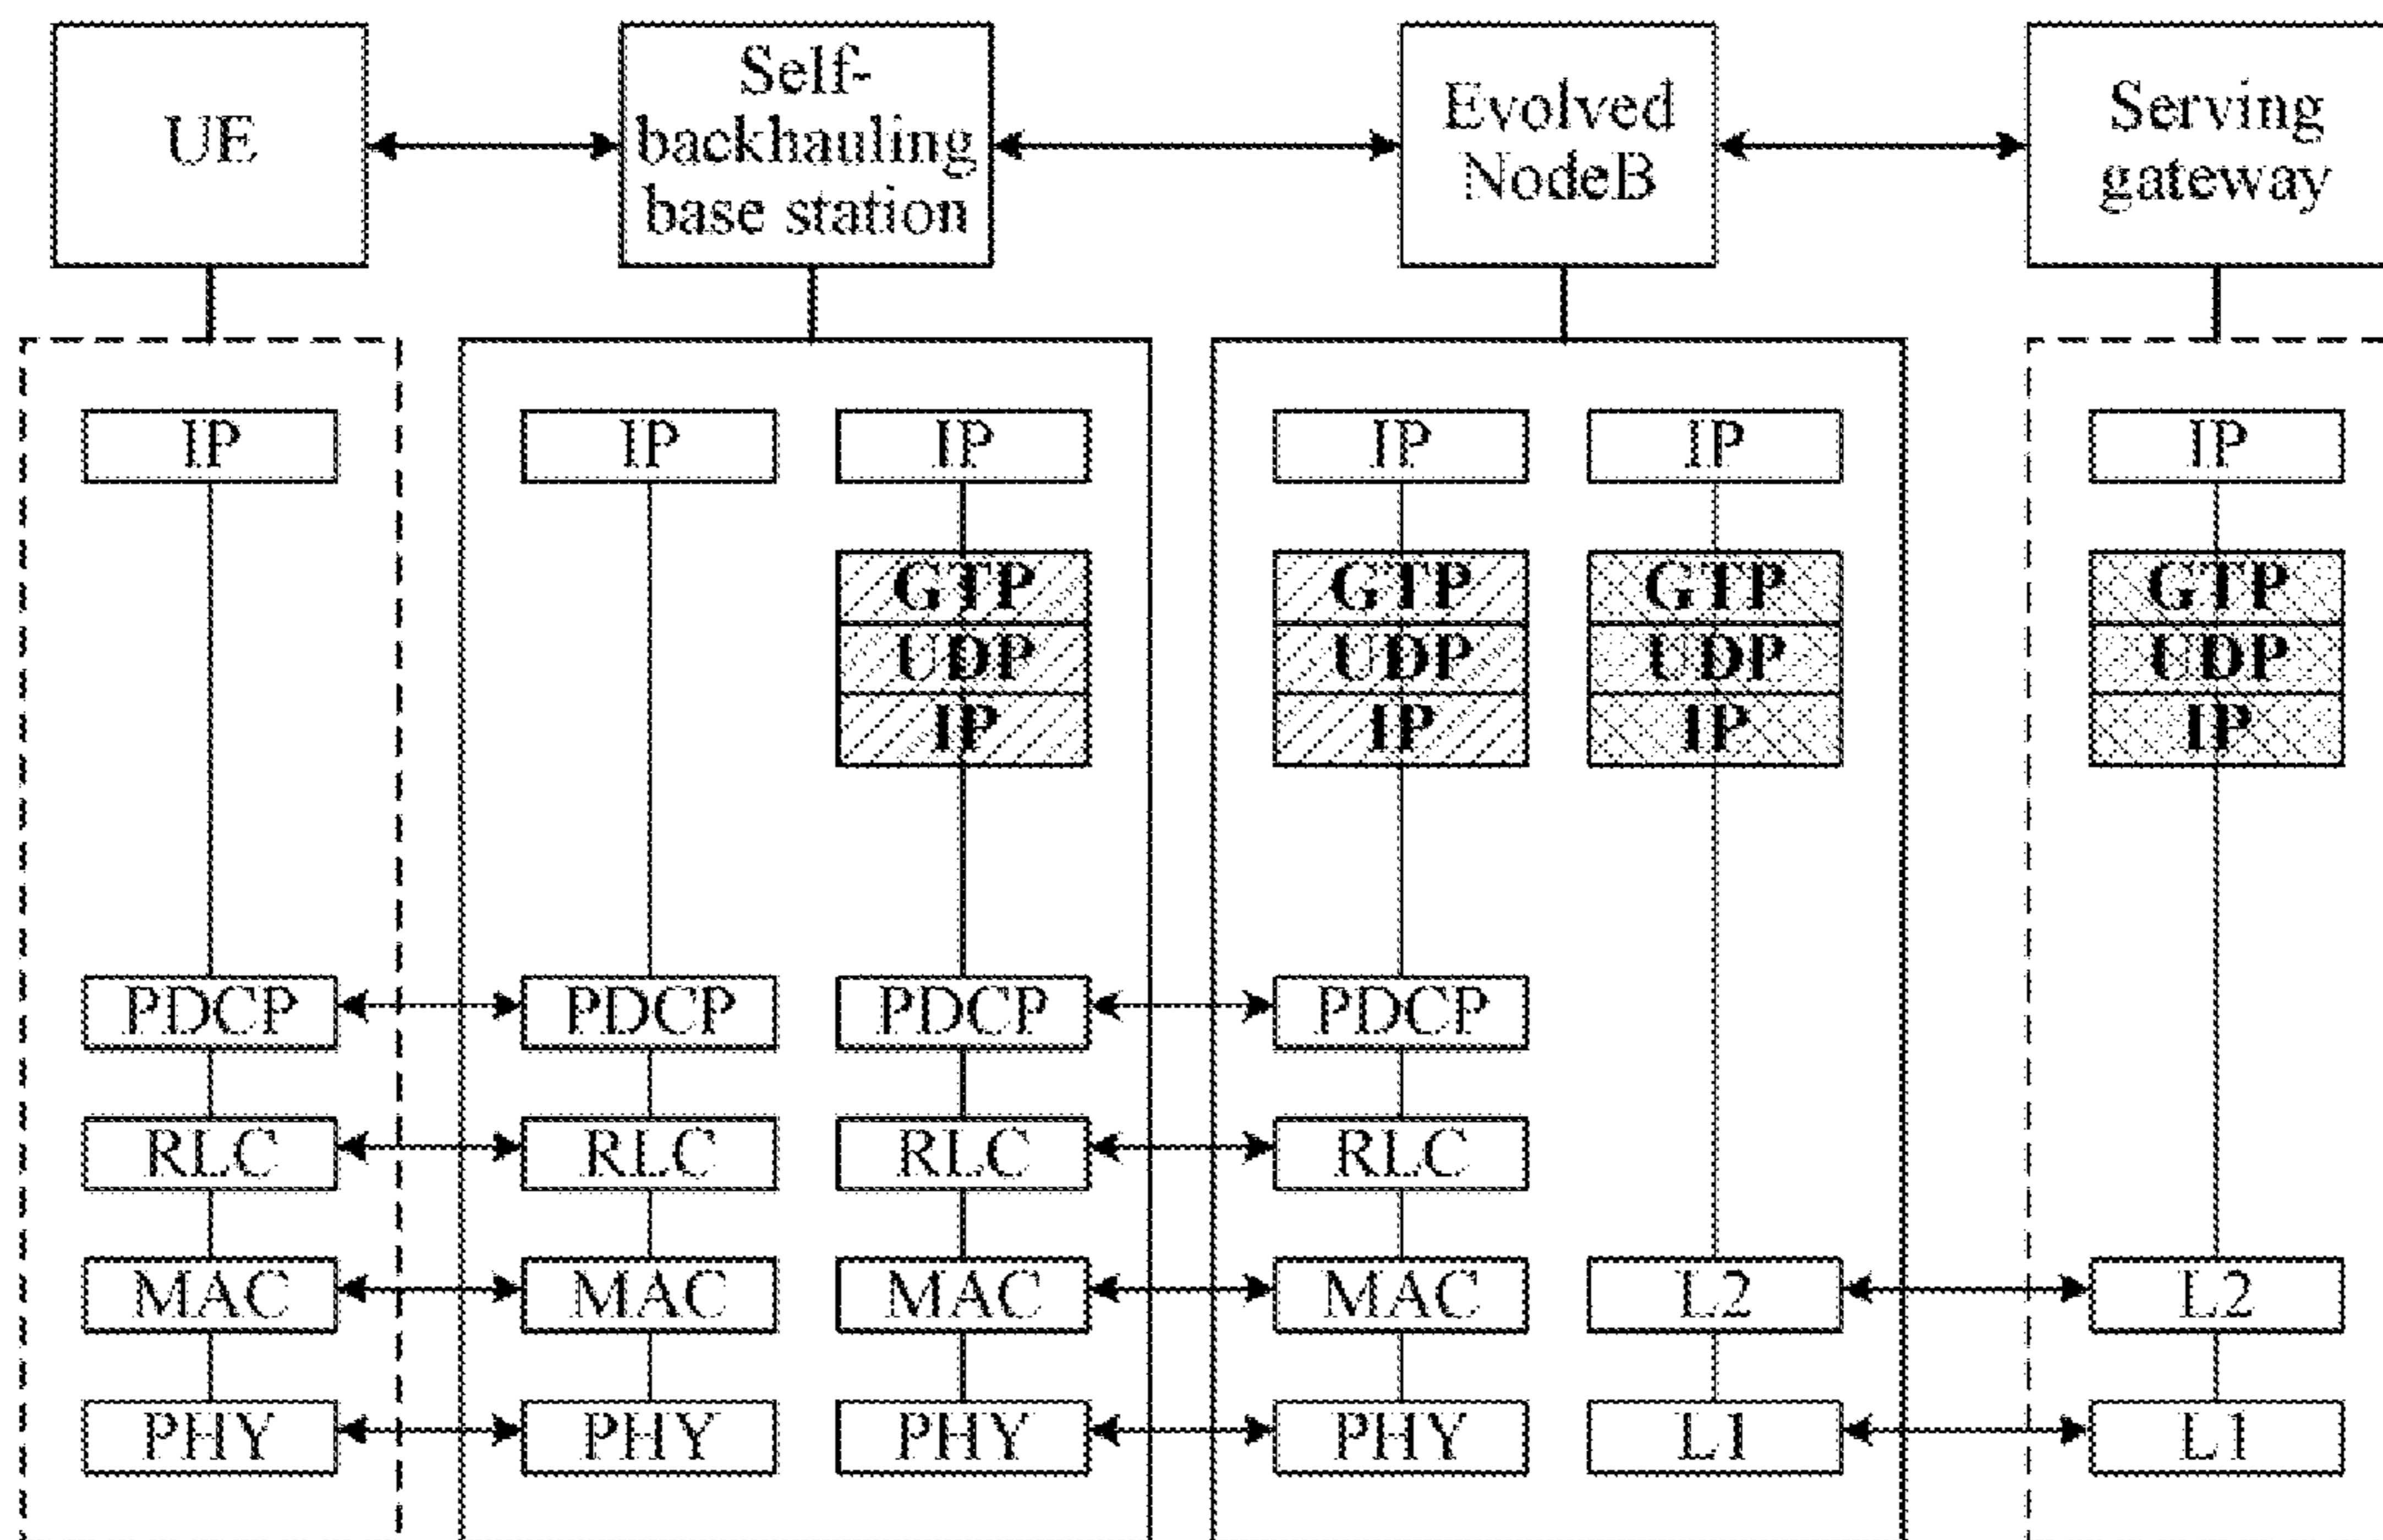 UE
Self-
backhauling
base station
Evolved
NodeB
Serving
gateway
IP
IP
IP
IP
IP
IP
GTP
GTP
GTP
GTP
UDP
UDP
UDP
UDP
IP
IP
IP
IP
PDCP
PDCP
PDCP
PDCP
RLC
RLC
RLC
RLC
MAC
MAC
MAC
MAC
L2
L2
PHY
PHY
PHY
PHY
L1
L1